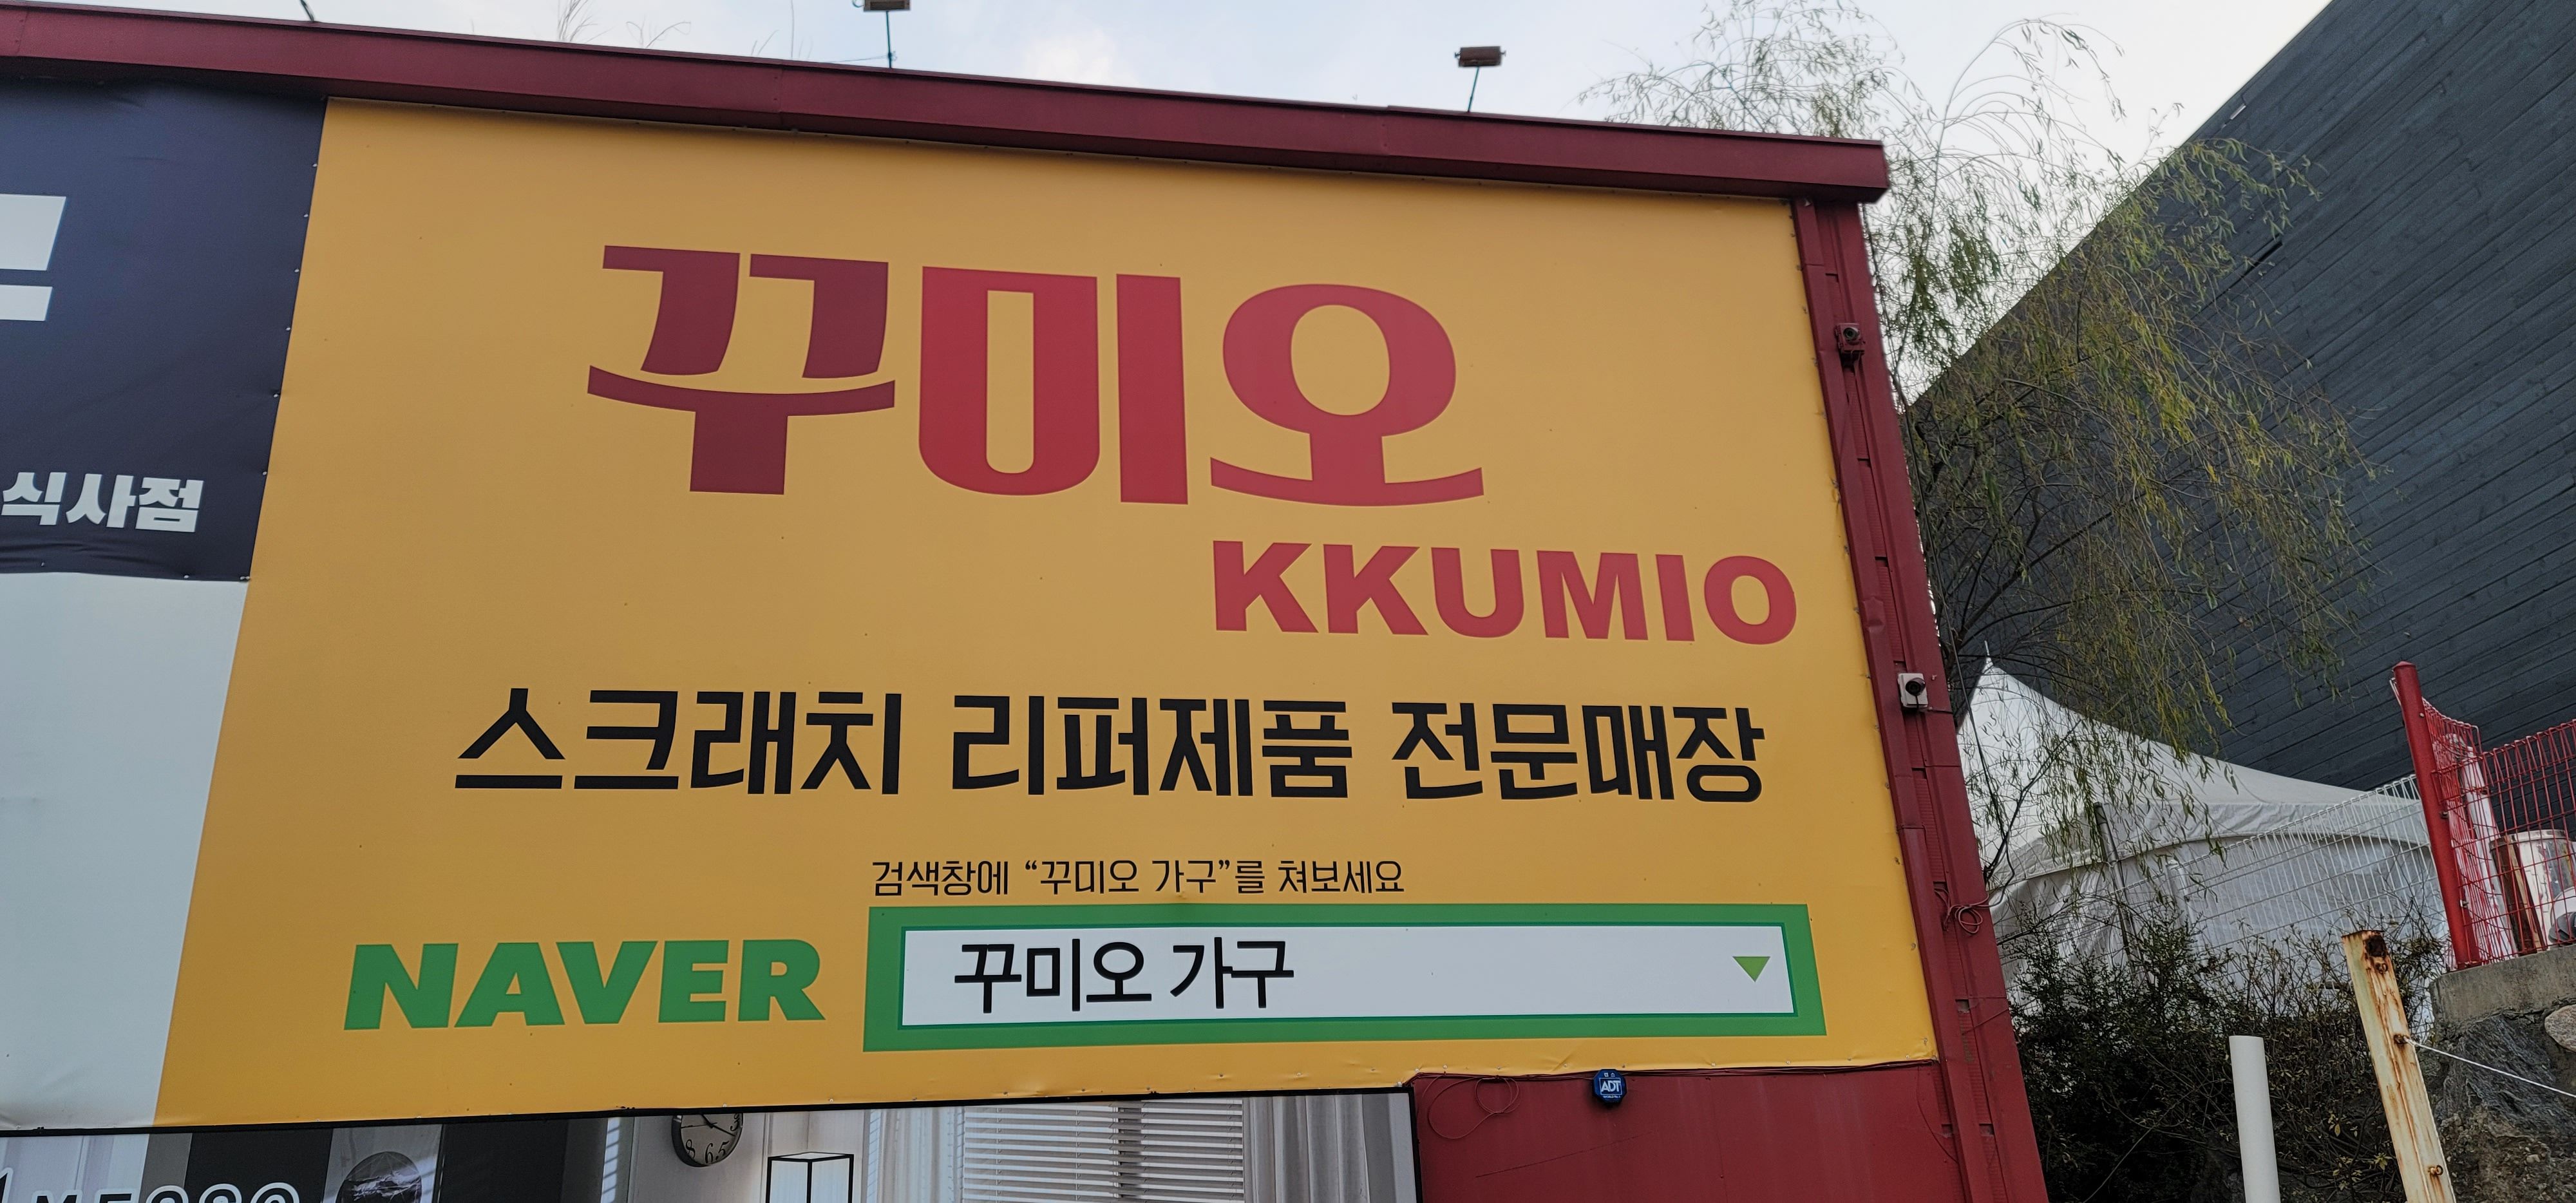 꾸미오
KKUMIO
스크래치 리퍼제품 전문매장
검색창에 “꾸미오 가구”를 쳐보세요
NAVER 꾸미오 가구
식사점
ADT